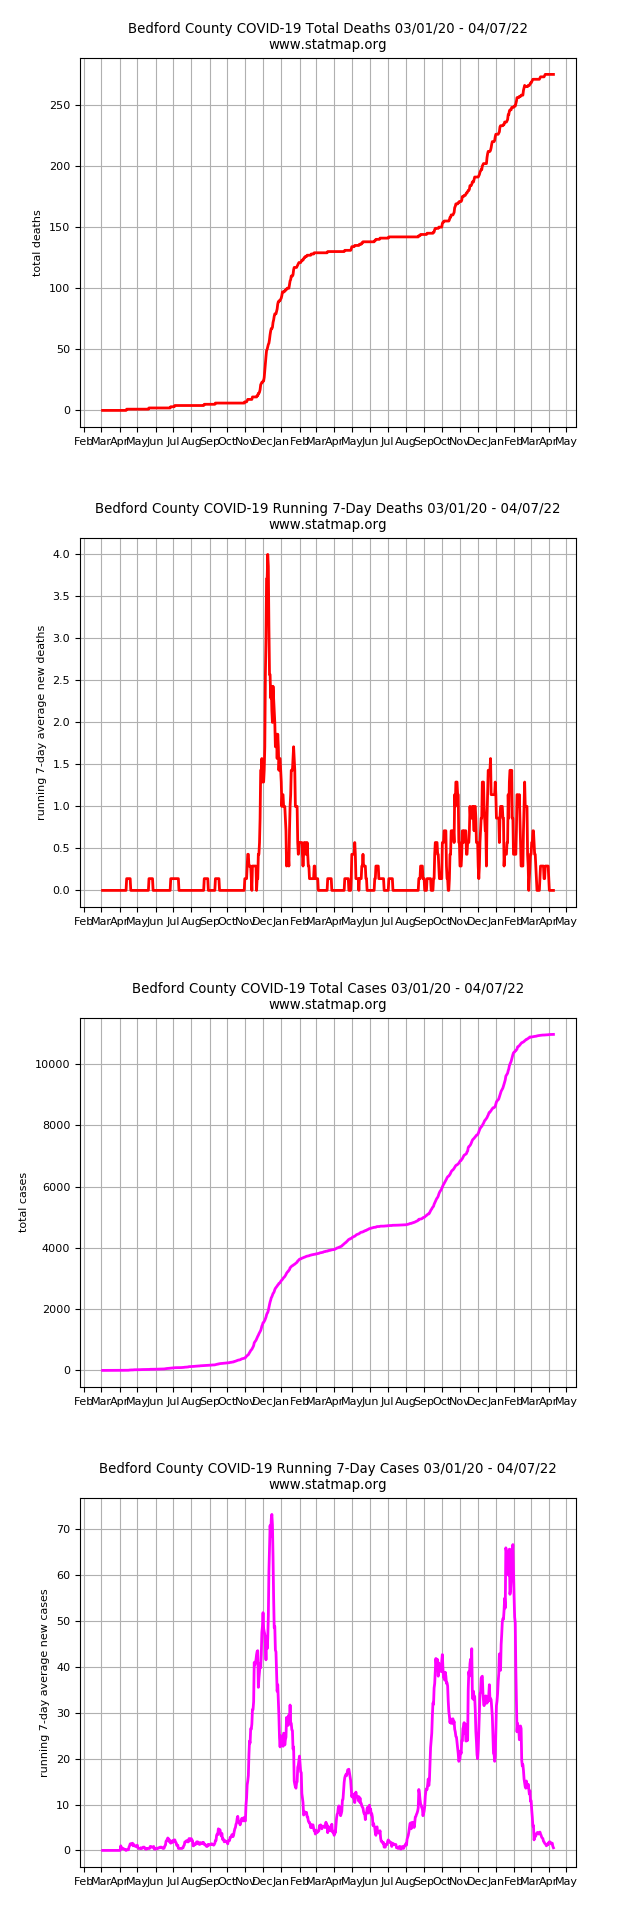 Bedford County COVID-19 Total Deaths 03/01/20 - 04/07/22
www.statmap.org
total deaths
250
200
150
100
50
0
Feb Mar Apr May Jun Jul Aug Sep Oct Nov Dec Jan Feb Mar Apr May Jun Jul Aug Sep Oct Nov Dec Jan Feb Mar Apr May
Bedford County COVID-19 Running 7-Day Deaths 03/01/20 - 04/07/22
www.statmap.org
running 7-day average new deaths
4.0
3.5
3.0
2.5
2.0
1.5
1.0
0.5
0.0
Feb Mar Apr May Jun Jul Aug Sep Oct Nov Dec Jan Feb Mar Apr May Jun Jul Aug Sep Oct Nov Dec Jan Feb Mar Apr May
Bedford County COVID-19 Total Cases 03/01/20 - 04/07/22
www.statmap.org
total cases
10000
8000
6000
4000
2000
0
Feb Mar Apr May Jun Jul Aug Sep Oct Nov Dec Jan Feb Mar Apr May Jun Jul Aug Sep Oct Nov Dec Jan Feb Mar Apr May
Bedford County COVID-19 Running 7-Day Cases 03/01/20 - 04/07/22
www.statmap.org
running 7-day average new cases
70
60
50
40
30
20
10
0
Feb Mar Apr May Jun Jul Aug Sep Oct Nov Dec Jan Feb Mar Apr May Jun Jul Aug Sep Oct Nov Dec Jan Feb Mar Apr May